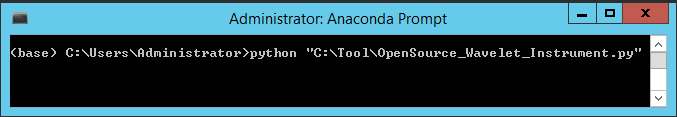 Administrator: Anaconda Prompt
(base) C:\Users\Administrator>python "C:\Tool\OpenSource_Wavelet_Instrument.py"